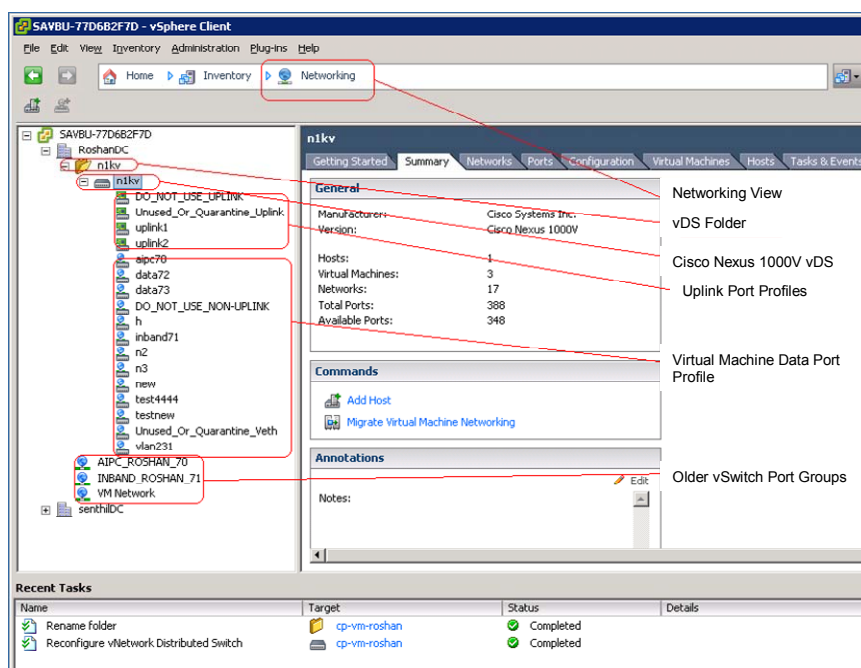 SAVBU-77D6B2F7D - vSphere Client
File Edit View Inventory Administration Plug-ins Help
Home Inventory Networking
SAVBU-77D6B2F7D
RoshanDC
n1kv
n1kv
DO_NOT_USE_UPLINK
Unused_Or_Quarantine_Uplink
uplink1
uplink2
aipc70
data72
data73
DO_NOT_USE_NON-UPLINK
h
inband71
n2
n3
new
test4444
testnew
Unused_Or_Quarantine_Veth
vlan231
AIPC_ROSHAN_70
INBAND_ROSHAN_71
VM Network
senthilDC
n1kv
Getting Started Summary Networks Ports Configuration Virtual Machines Hosts Tasks & Events
General
Manufacturer: Cisco Systems Inc.
Version: Cisco Nexus 1000V
Hosts: 1
Virtual Machines: 3
Networks: 17
Total Ports: 388
Available Ports: 348
Commands
Add Host
Migrate Virtual Machine Networking
Annotations
Edit
Notes:
Networking View
vDS Folder
Cisco Nexus 1000V vDS
Uplink Port Profiles
Virtual Machine Data Port
Profile
Older vSwitch Port Groups
Recent Tasks
Name Target Status Details
Rename folder cp-vm-roshan Completed
Reconfigure vNetwork Distributed Switch cp-vm-roshan Completed